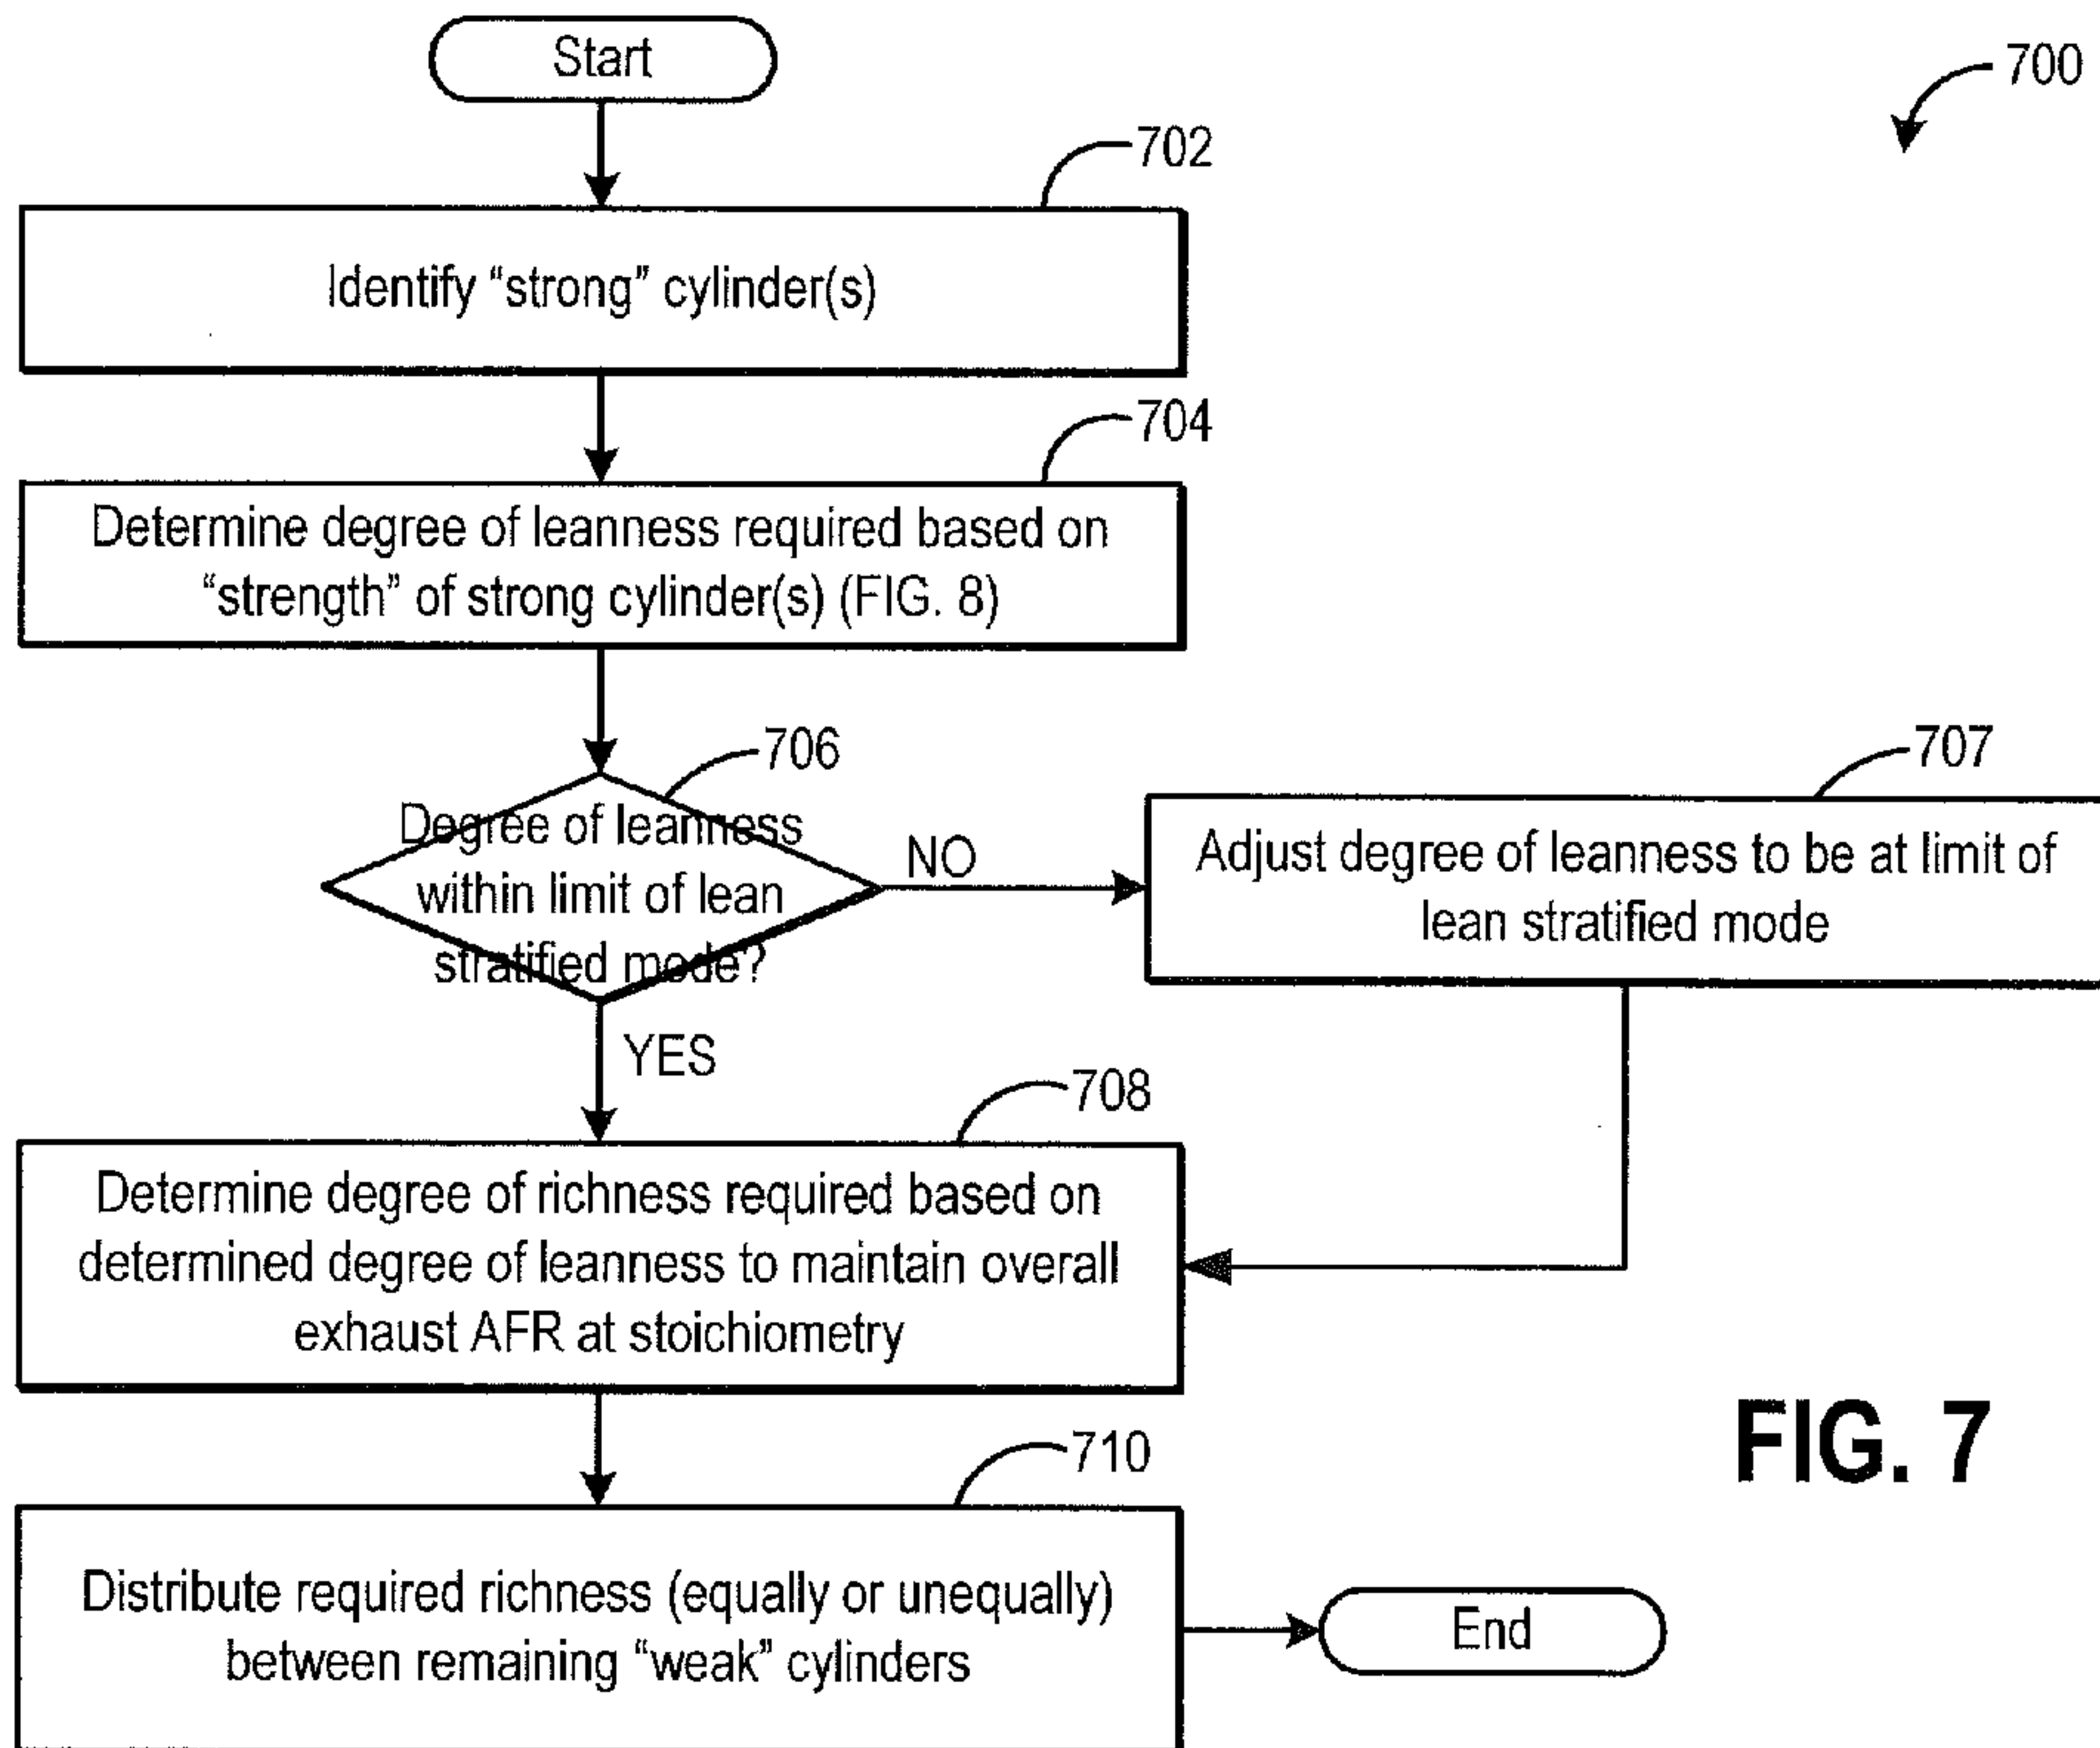 Start
700
702
Identify “strong” cylinder(s)
704
Determine degree of leanness required based on
“strength” of strong cylinder(s) (FIG. 8)
706
Degree of leanness
within limit of lean
stratified mode?
NO
707
Adjust degree of leanness to be at limit of
lean stratified mode
YES
708
Determine degree of richness required based on
determined degree of leanness to maintain overall
exhaust AFR at stoichiometry
FIG. 7
710
Distribute required richness (equally or unequally)
between remaining “weak” cylinders
End